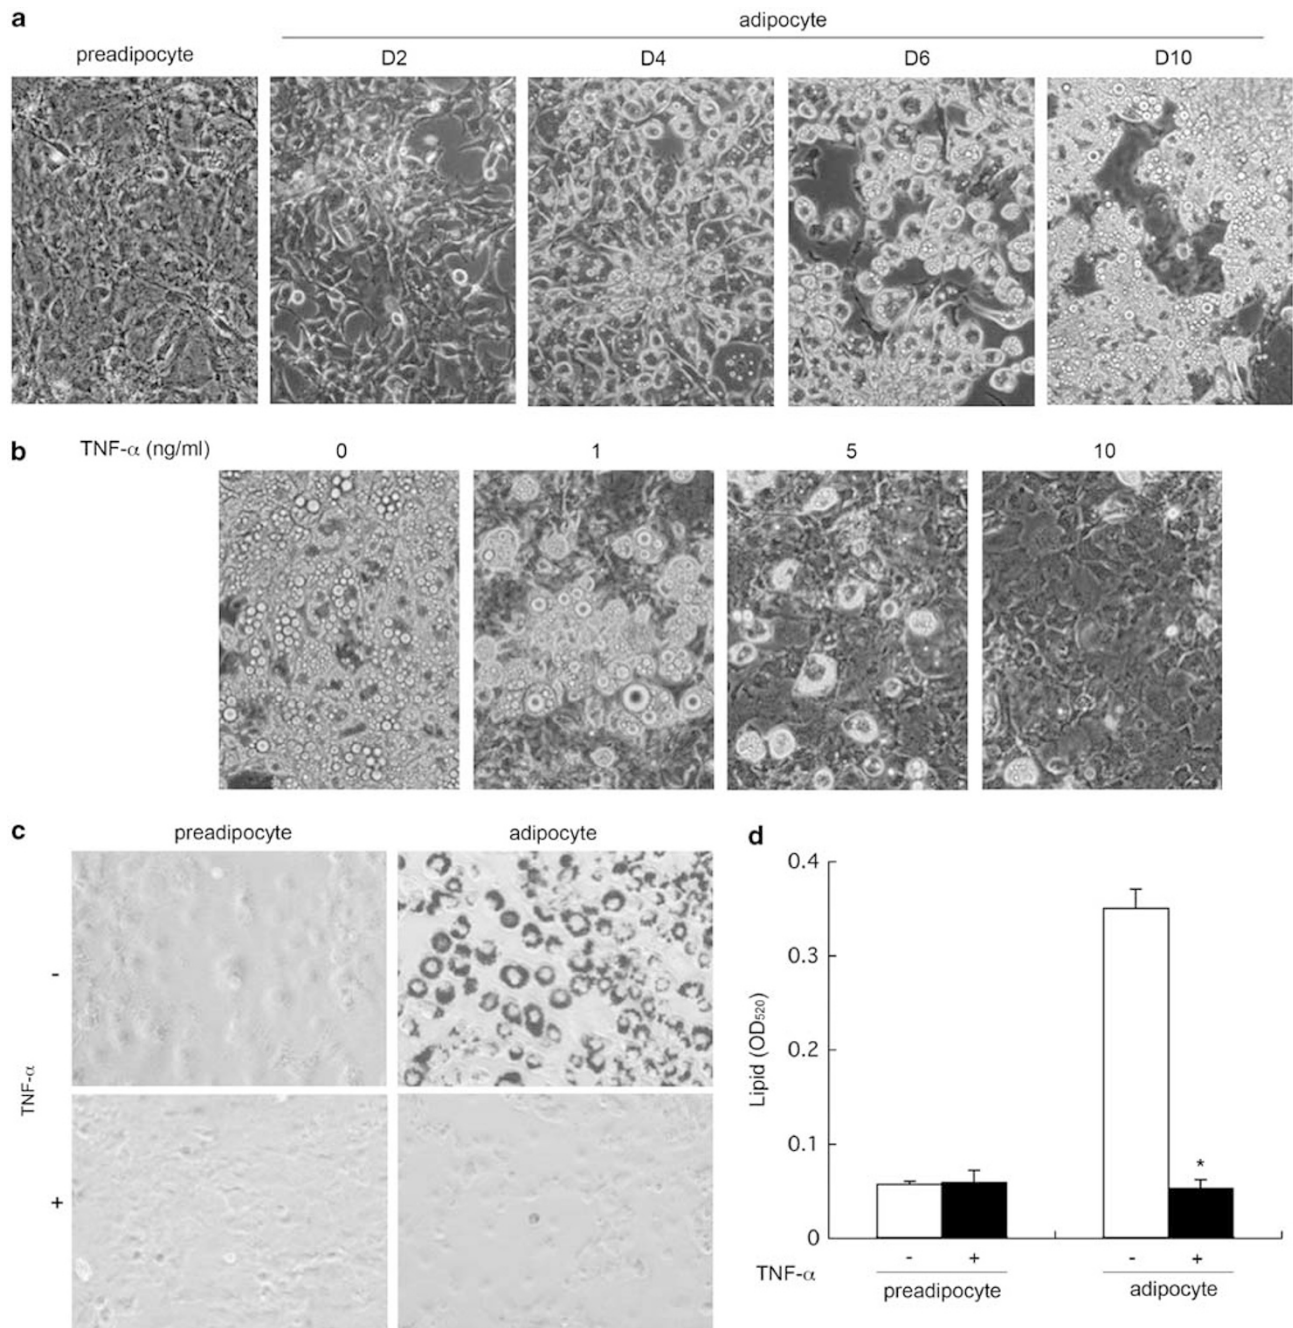 a
adipocyte
preadipocyte D2 D4 D6 D10
b TNF-α (ng/ml) 0 1 5 10
c preadipocyte adipocyte
-
TNF-α
+
d
0.4
0.3
0.2
0.1
0
Lipid (OD520)
*
TNF-α - + - +
preadipocyte adipocyte